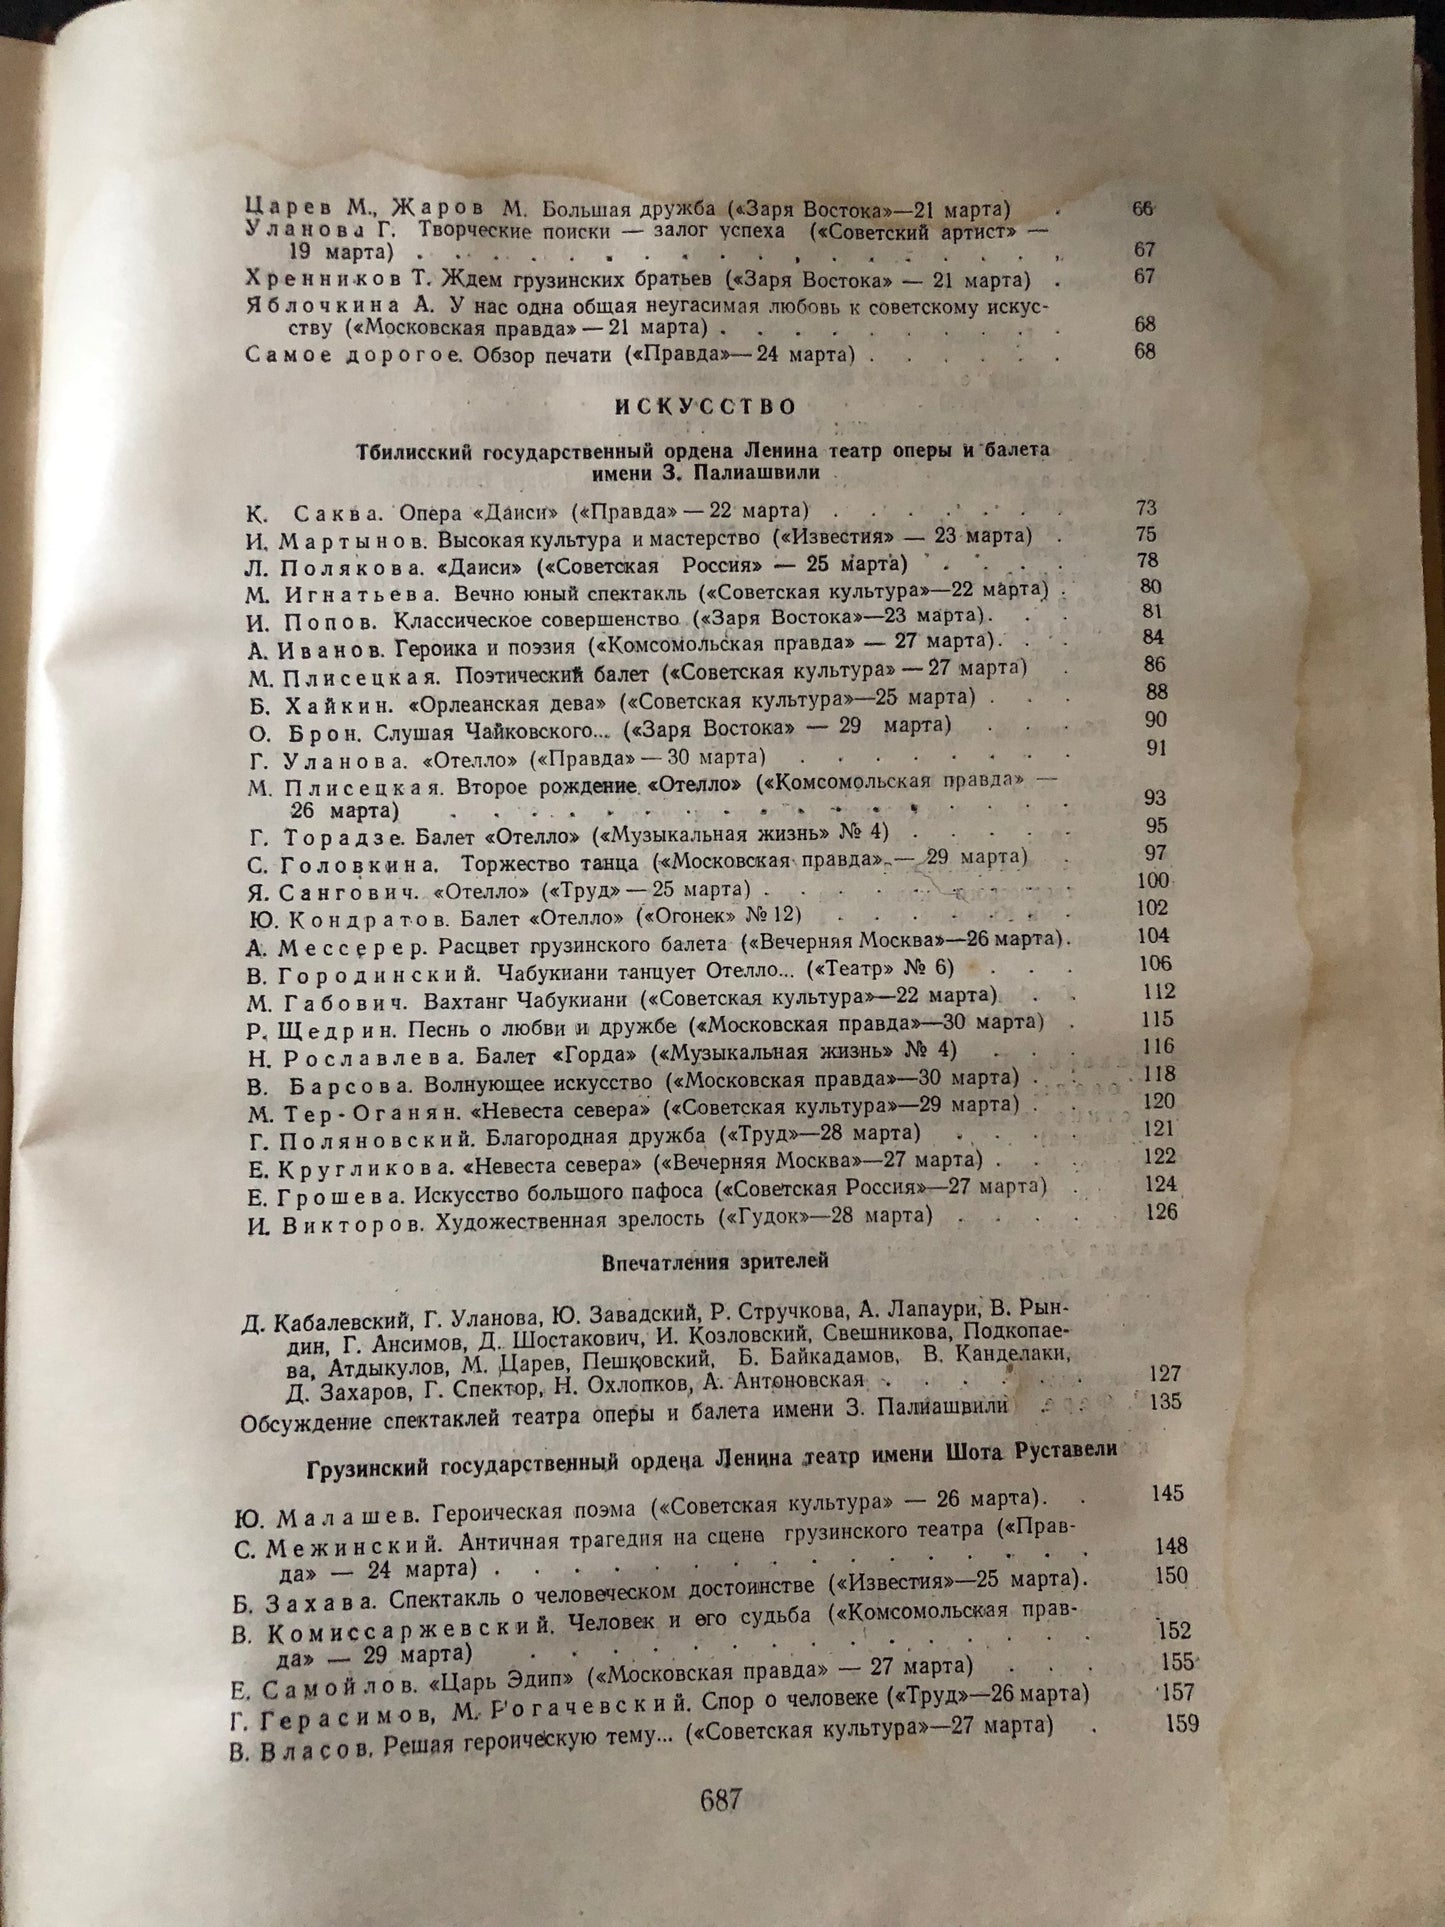 Царев М., Жаров М. Большая дружба («Заря Востока»—21 марта) . 66
Уланова Г. Творческие поиски — залог успеха («Советский артист» —
19 марта) . . . . . . . . . . . . . . . 67
Хренников Т. Ждем грузинских братьев («Заря Востока» — 21 марта) . 67
Яблочкина А. У нас одна общая неугасимая любовь к советскому искус-
ству («Московская правда» — 21 марта) . . . . . . . . . 68
Самое дорогое. Обзор печати («Правда»—24 марта) . . . . . . 68
ИСКУССТВО
Тбилисский государственный ордена Ленина театр оперы и балета
имени З. Палиашвили
К. Саква. Опера «Даиси» («Правда» — 22 марта) . . . . . . . 73
И. Мартынов. Высокая культура и мастерство («Известия» — 23 марта) . 75
Л. Полякова. «Даиси» («Советская Россия» — 25 марта) . . . . 78
М. Игнатьева. Вечно юный спектакль («Советская культура»—22 марта) . 80
И. Попов. Классическое совершенство («Заря Востока»—23 марта). . . 81
А. Иванов. Героика и поэзия («Комсомольская правда» — 27 марта). . . 84
М. Плисецкая. Поэтический балет («Советская культура» — 27 марта) . 86
Б. Хайкин. «Орлеанская дева» («Советская культура»—25 марта) . . . 88
О. Брон. Слушая Чайковского... («Заря Востока» — 29 марта) . . . 90
Г. Уланова. «Отелло» («Правда» — 30 марта) . . . . . . . 91
М. Плисецкая. Второе рождение «Отелло» («Комсомольская правда» —
26 марта) . . . . . . . . . . . . . . . 93
Г. Торадзе. Балет «Отелло» («Музыкальная жизнь» № 4) . . . . . 95
С. Головкина. Торжество танца («Московская правда» — 29 марта) . 97
Я. Сангович. «Отелло» («Труд» — 25 марта) . . . . . . . . 100
Ю. Кондратов. Балет «Отелло» («Огонек» № 12) . . . . . . . 102
А. Мессерер. Расцвет грузинского балета («Вечерняя Москва»—26 марта). 104
В. Городинский. Чабукиани танцует Отелло... («Театр» № 6) . . . 106
М. Габович. Вахтанг Чабукиани («Советская культура»—22 марта) . . 112
Р. Щедрин. Песнь о любви и дружбе («Московская правда»—30 марта) . 115
Н. Рославлева. Балет «Горда» («Музыкальная жизнь» № 4) . . . 116
В. Барсова. Волнующее искусство («Московская правда»—30 марта) . . 118
М. Тер-Оганян. «Невеста севера» («Советская культура»—29 марта) . . 120
Г. Поляновский. Благородная дружба («Труд»—28 марта) . . . . 121
Е. Кругликова. «Невеста севера» («Вечерняя Москва»—27 марта) . . . 122
Е. Грошева. Искусство большого пафоса («Советская Россия»—27 марта) . 124
И. Викторов. Художественная зрелость («Гудок»—28 марта) . . . . 126
Впечатления зрителей
Д. Кабалевский, Г. Уланова, Ю. Завадский, Р. Стручкова, А. Лапаури, В. Рын-
дин, Г. Ансимов, Д. Шостакович, И. Козловский, Свешникова, Подкопае-
ва, Атдыкулов, М. Царев, Пешковский, Б. Байкадамов, В. Канделаки,
Д. Захаров, Г. Спектор, Н. Охлопков, А. Антоновская . . . . . . 127
Обсуждение спектаклей театра оперы и балета имени З. Палиашвили . . 135
Грузинский государственный ордена Ленина театр имени Шота Руставели
Ю. Малашев. Героическая поэма («Советская культура» — 26 марта). . 145
С. Межинский. Античная трагедия на сцене грузинского театра («Прав-
да» — 24 марта) . . . . . . . . . . . . . . 148
Б. Захава. Спектакль о человеческом достоинстве («Известия»—25 марта). 150
В. Комиссаржевский. Человек и его судьба («Комсомольская прав-
да» — 29 марта) . . . . . . . . . . . . . . 152
Е. Самойлов. «Царь Эдип» («Московская правда» — 27 марта) . . . 155
Г. Герасимов, М. Рогачевский. Спор о человеке («Труд»—26 марта) 157
В. Власов. Решая героическую тему... («Советская культура»—27 марта) . 159
687